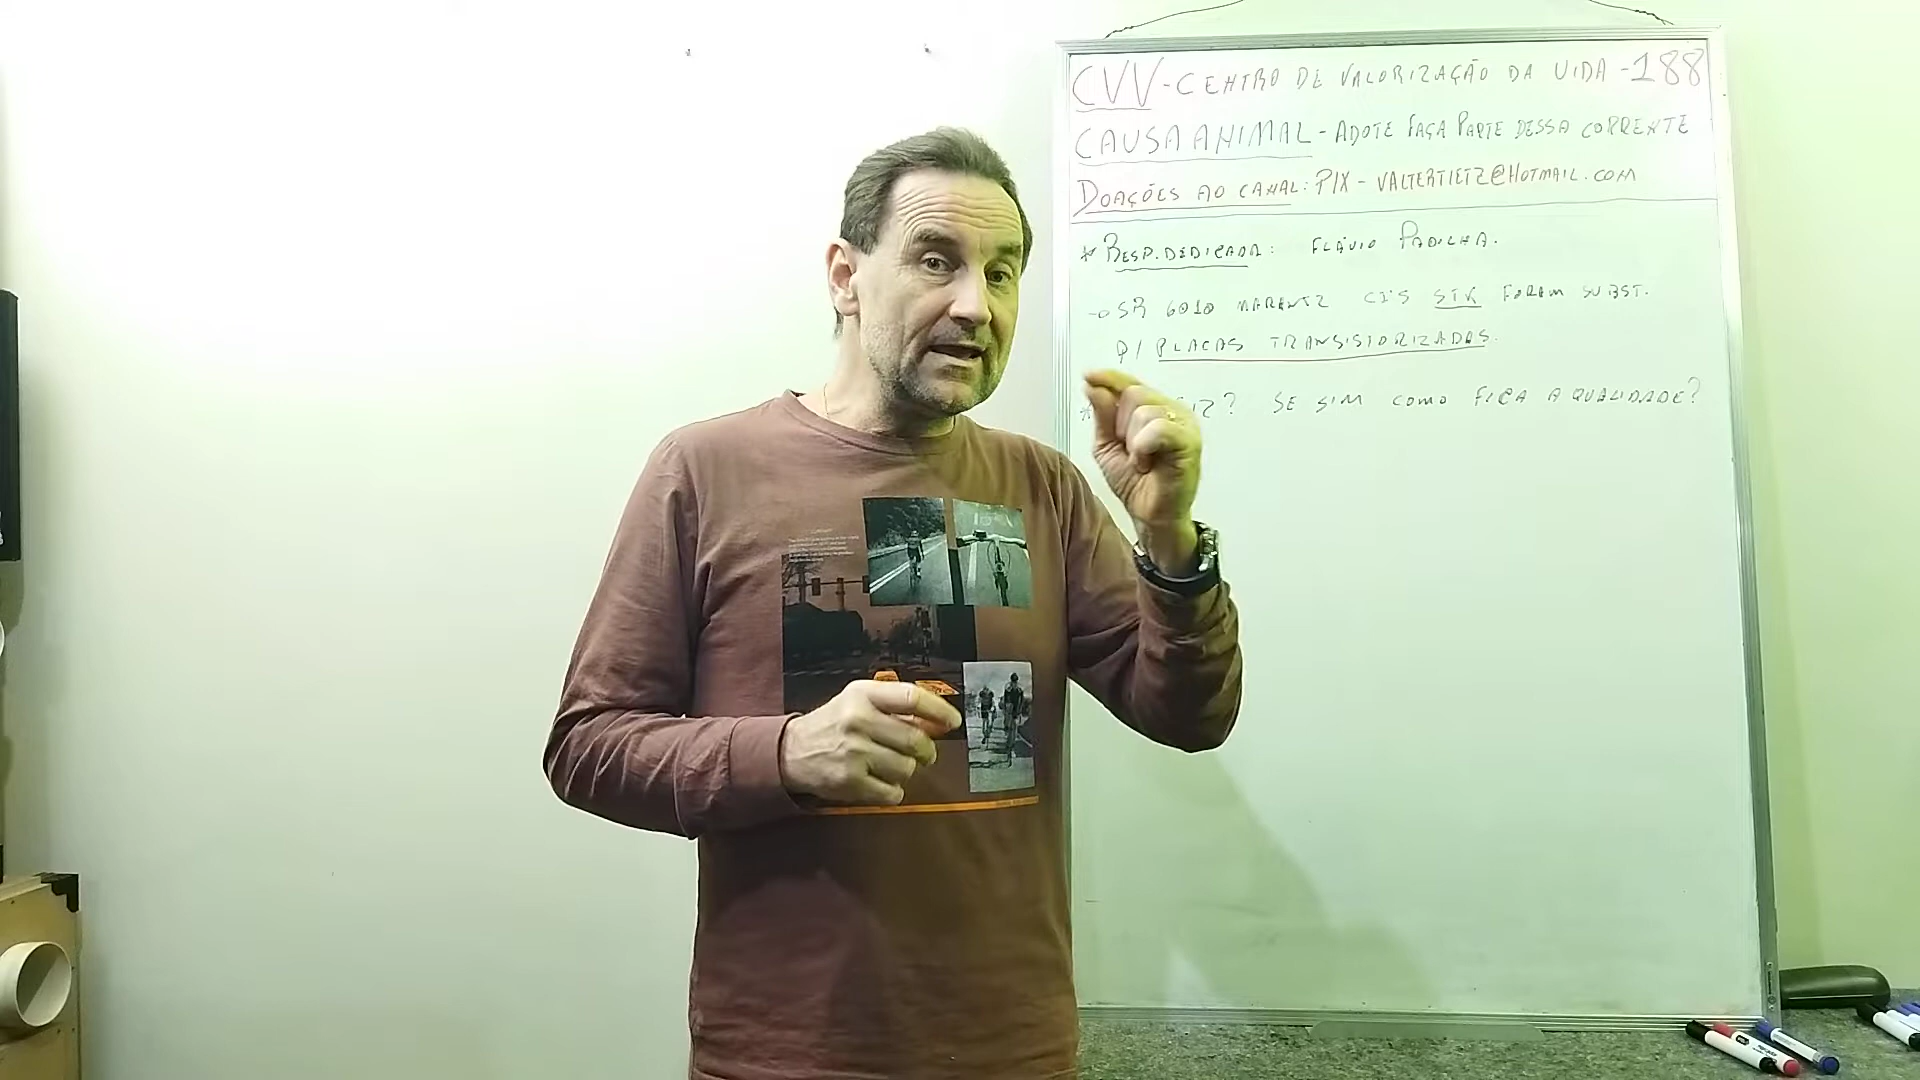 CVV - CENTRO DE VALORIZAÇÃO DA VIDA - 188
CAUSA ANIMAL - ADOTE FAÇA PARTE DESSA CORRENTE
DOAÇÕES AO CANAL: PIX - VALTERTIETZ@HOTMAIL.COM
* RESP. DEDICADA: FLÁVIO PADILHA.
-o SR 6010 MARANTZ CI'S STK FORAM SUBST.
P/ PLACAS TRANSISTORIZADAS.
SE SIM COMO FICA A QUALIDADE?